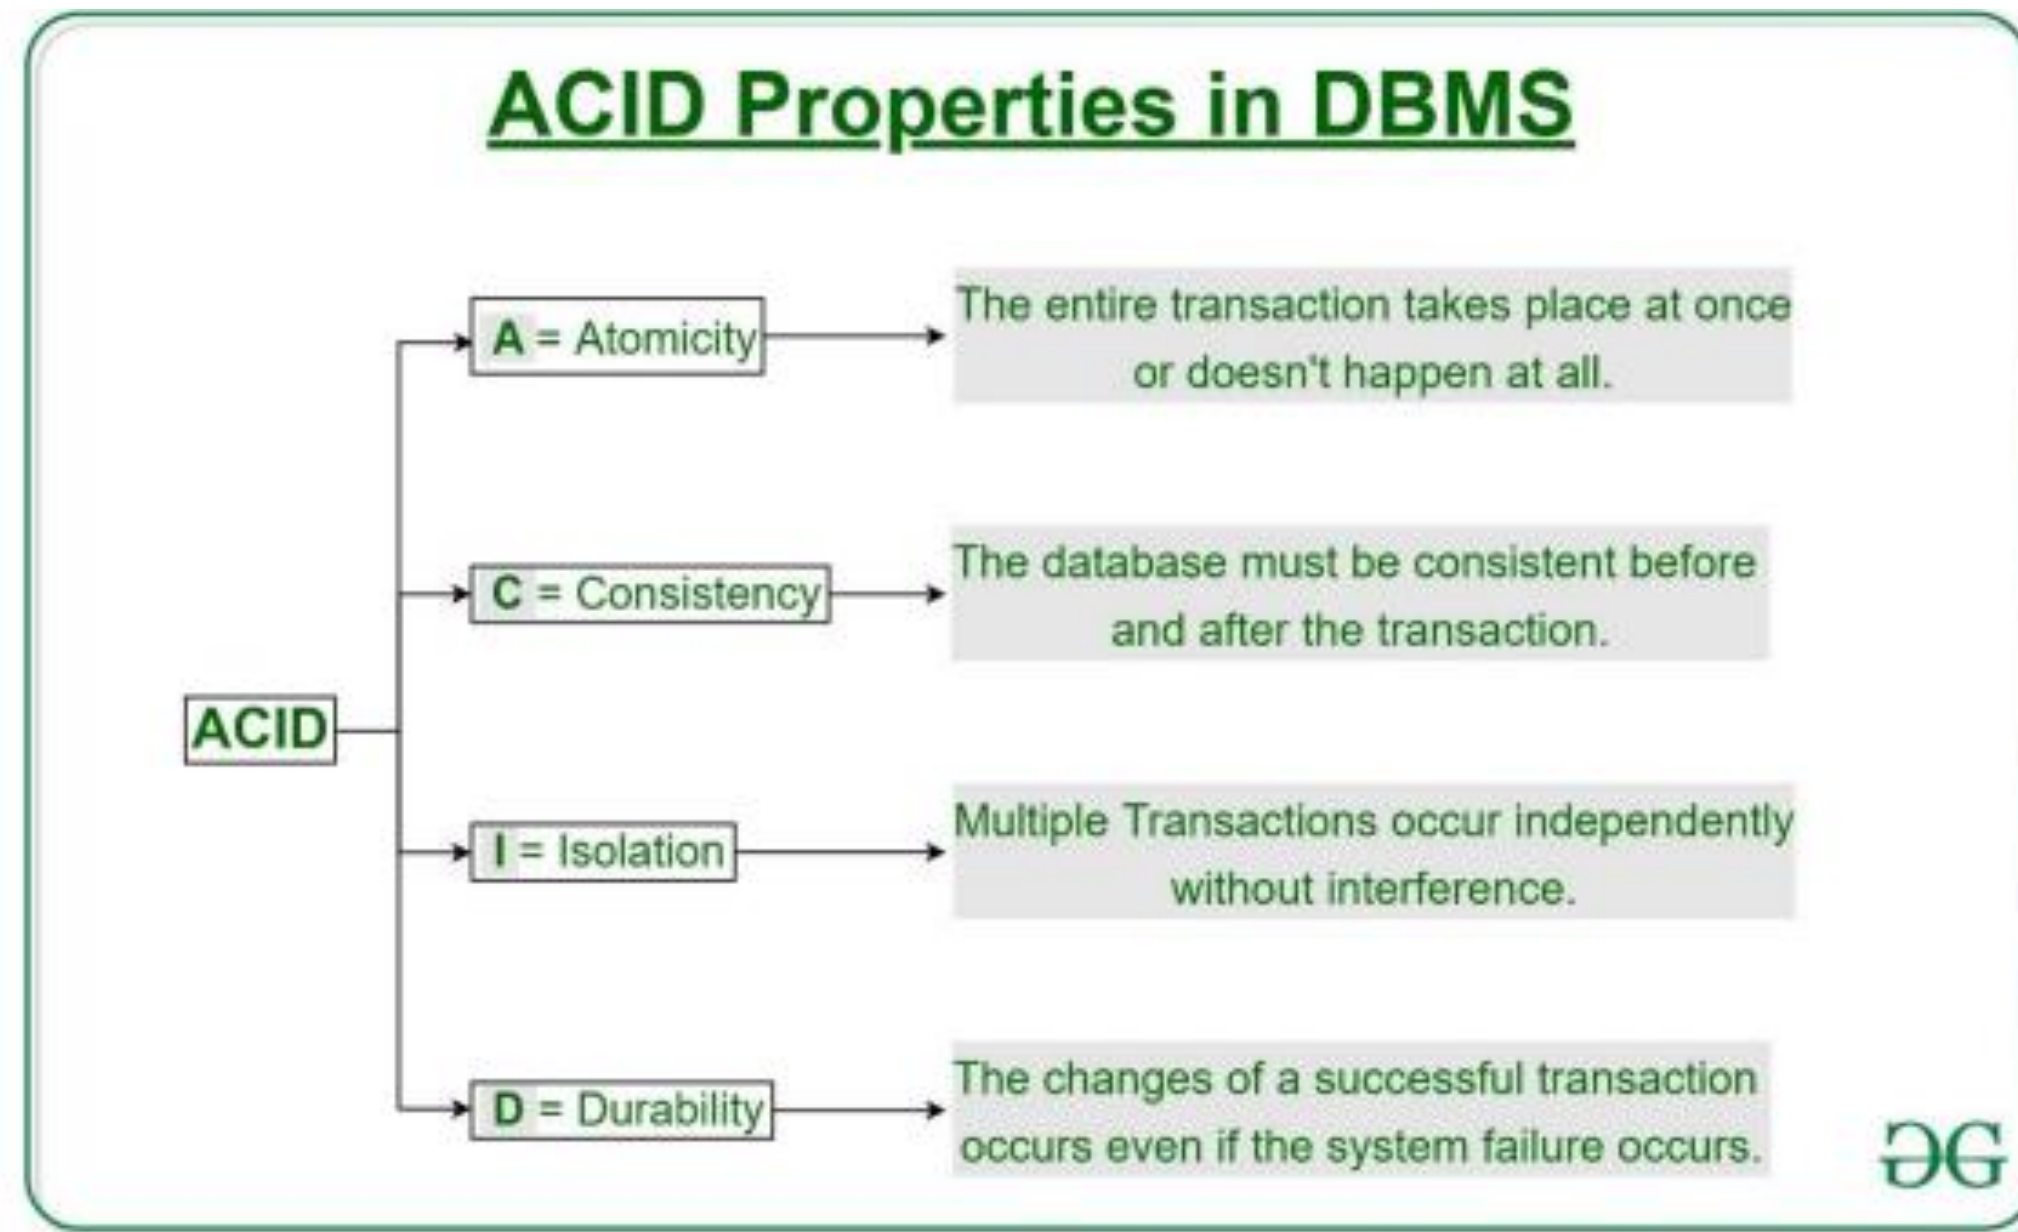 ACID Properties in DBMS
A = Atomicity
The entire transaction takes place at once
or doesn't happen at all.
C = Consistency
The database must be consistent before
and after the transaction.
ACID
I = Isolation
Multiple Transactions occur independently
without interference.
D = Durability
The changes of a successful transaction
occurs even if the system failure occurs.